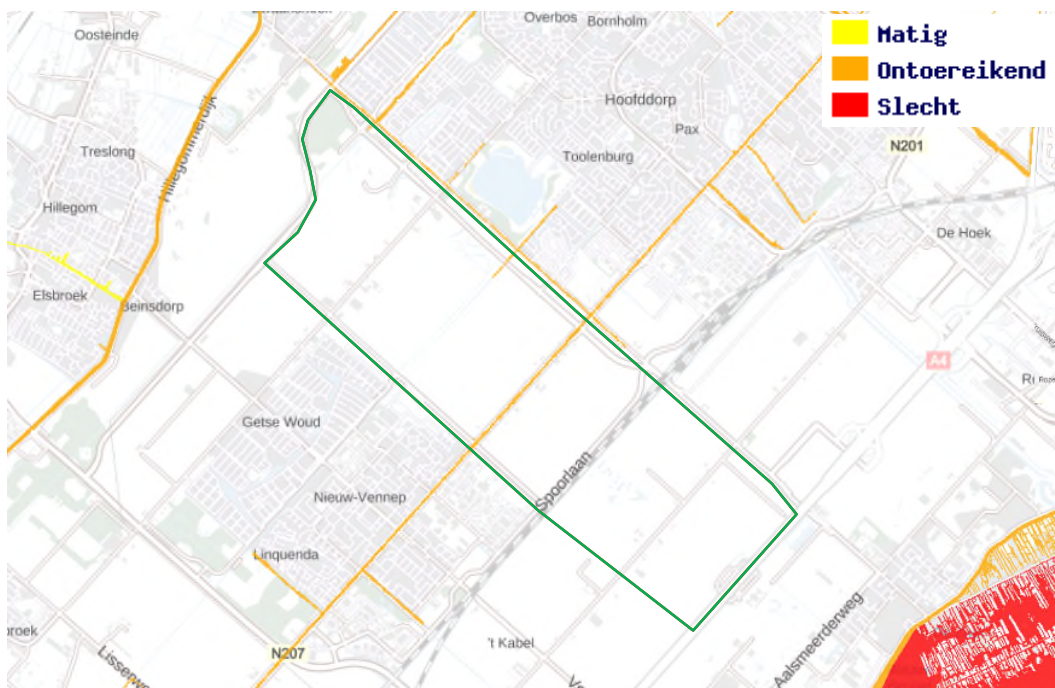 Matig
Ontoereikend
Slecht
Overbos
Bornholm
Oosteinde
Hoofddorp
Pax
N201
Hillegommerdijk
Treslong
Toolenburg
Hillegom
De Hoek
Elsbroek
Beinsdorp
A4
Getse Woud
Spoorlaan
Nieuw-Vennep
Linquenda
Aalsmeerderweg
't Kabel
N207